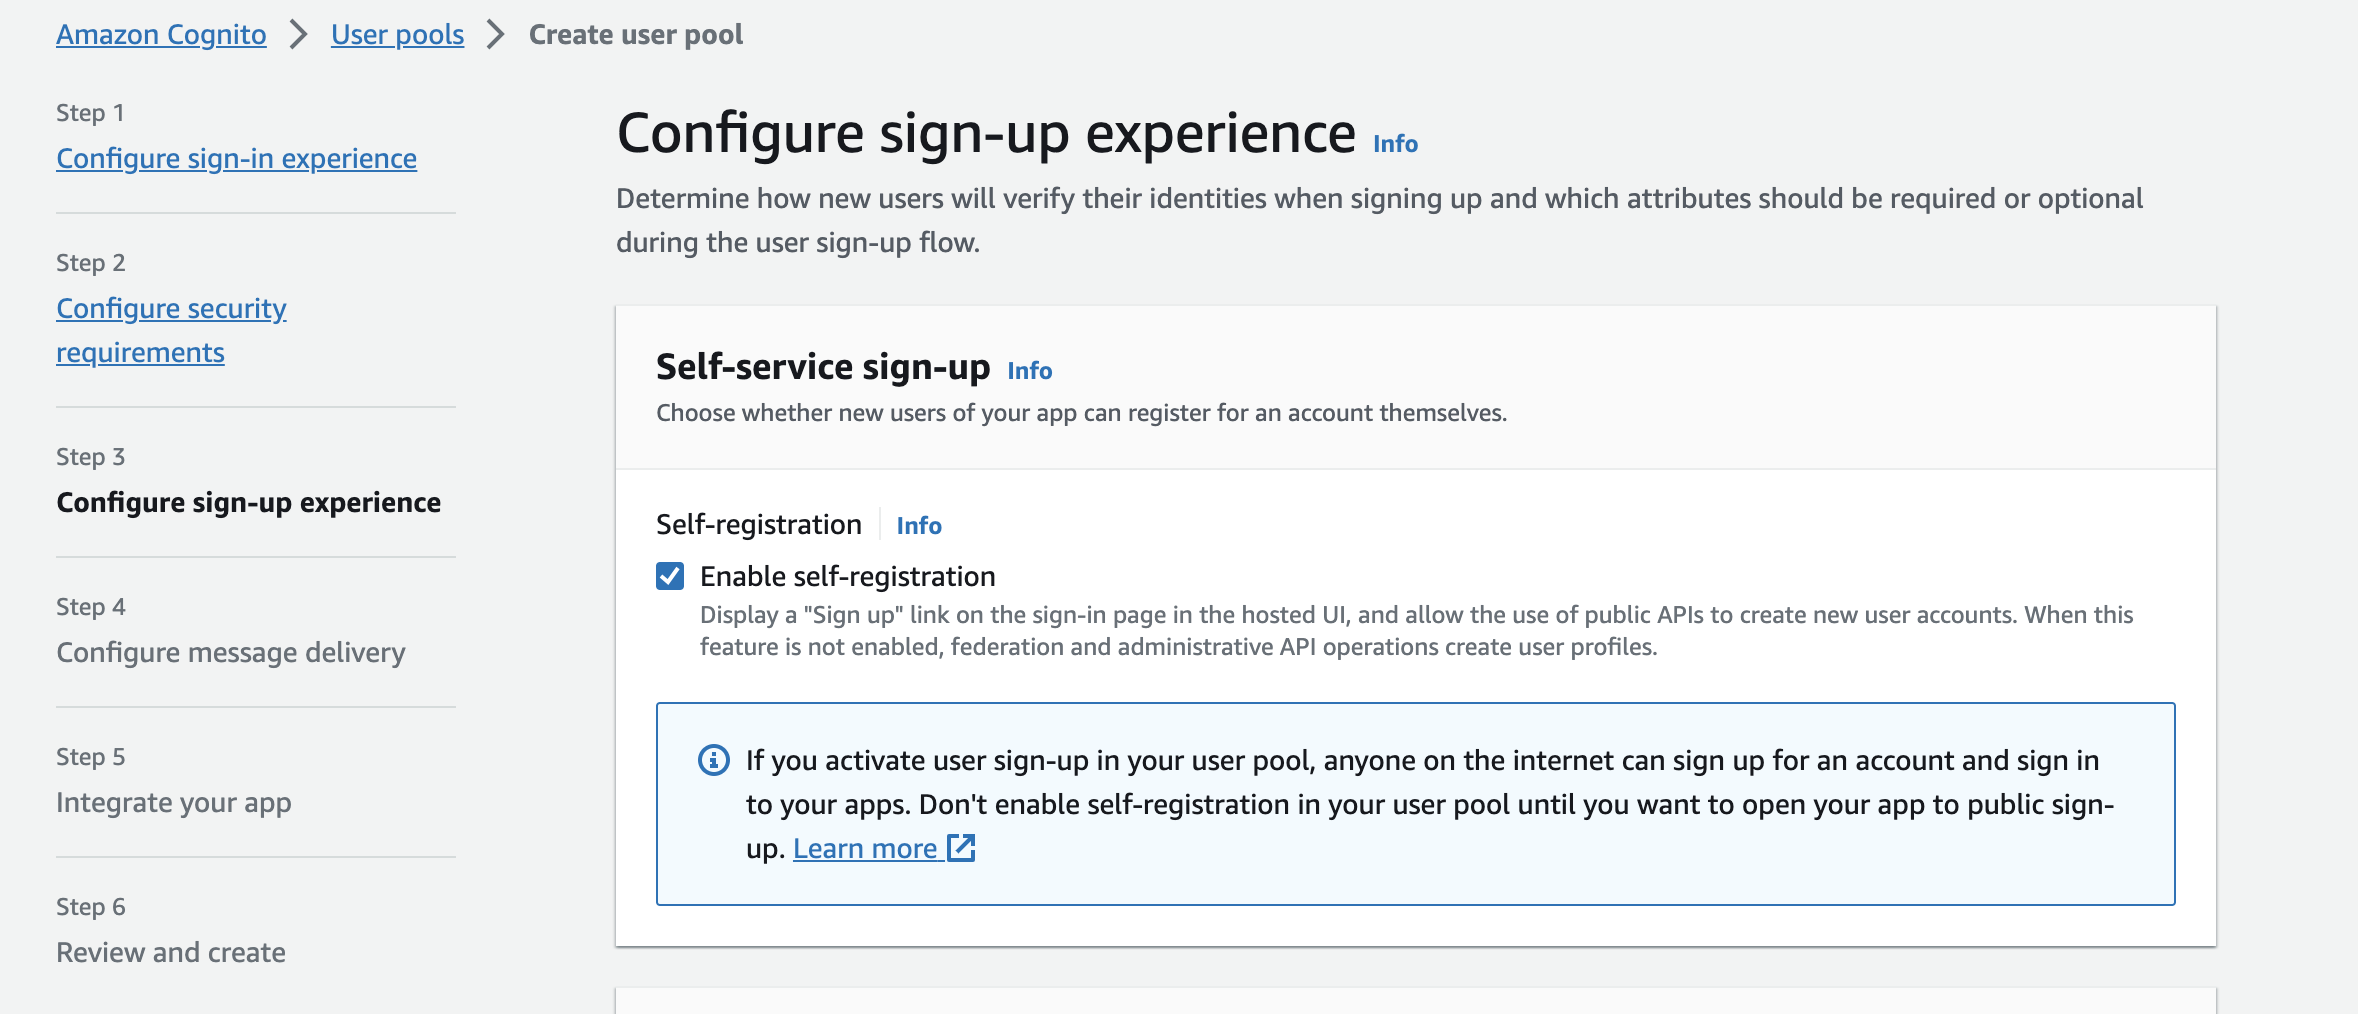 Amazon Cognito > User pools > Create user pool
Step 1
Configure sign-in experience
Step 2
Configure security
requirements
Step 3
Configure sign-up experience
Step 4
Configure message delivery
Step 5
Integrate your app
Step 6
Review and create
Configure sign-up experience Info
Determine how new users will verify their identities when signing up and which attributes should be required or optional
during the user sign-up flow.
Self-service sign-up Info
Choose whether new users of your app can register for an account themselves.
Self-registration Info
Enable self-registration
Display a "Sign up" link on the sign-in page in the hosted UI, and allow the use of public APIs to create new user accounts. When this
feature is not enabled, federation and administrative API operations create user profiles.
If you activate user sign-up in your user pool, anyone on the internet can sign up for an account and sign in
to your apps. Don't enable self-registration in your user pool until you want to open your app to public sign-
up. Learn more